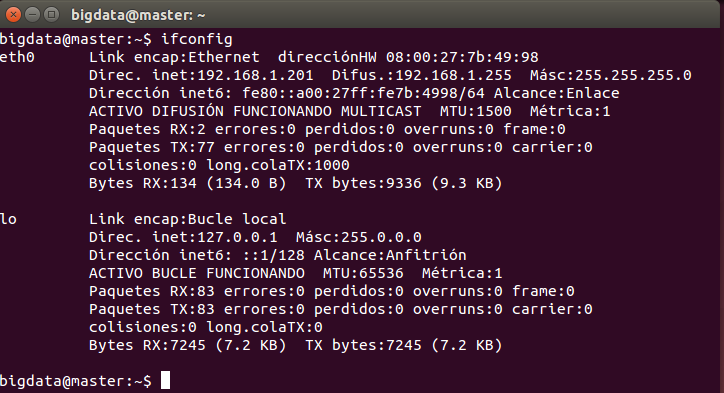 bigdata@master: ~
bigdata@master:~$ ifconfig
eth0      Link encap:Ethernet  direcciónHW 08:00:27:7b:49:98
          Direc. inet:192.168.1.201  Difus.:192.168.1.255  Másc:255.255.255.0
          Dirección inet6: fe80::a00:27ff:fe7b:4998/64 Alcance:Enlace
          ACTIVO DIFUSIÓN FUNCIONANDO MULTICAST  MTU:1500  Métrica:1
          Paquetes RX:2 errores:0 perdidos:0 overruns:0 frame:0
          Paquetes TX:77 errores:0 perdidos:0 overruns:0 carrier:0
          colisiones:0 long.colaTX:1000
          Bytes RX:134 (134.0 B)  TX bytes:9336 (9.3 KB)

lo        Link encap:Bucle local
          Direc. inet:127.0.0.1  Másc:255.0.0.0
          Dirección inet6: ::1/128 Alcance:Anfitrión
          ACTIVO BUCLE FUNCIONANDO  MTU:65536  Métrica:1
          Paquetes RX:83 errores:0 perdidos:0 overruns:0 frame:0
          Paquetes TX:83 errores:0 perdidos:0 overruns:0 carrier:0
          colisiones:0 long.colaTX:0
          Bytes RX:7245 (7.2 KB)  TX bytes:7245 (7.2 KB)

bigdata@master:~$